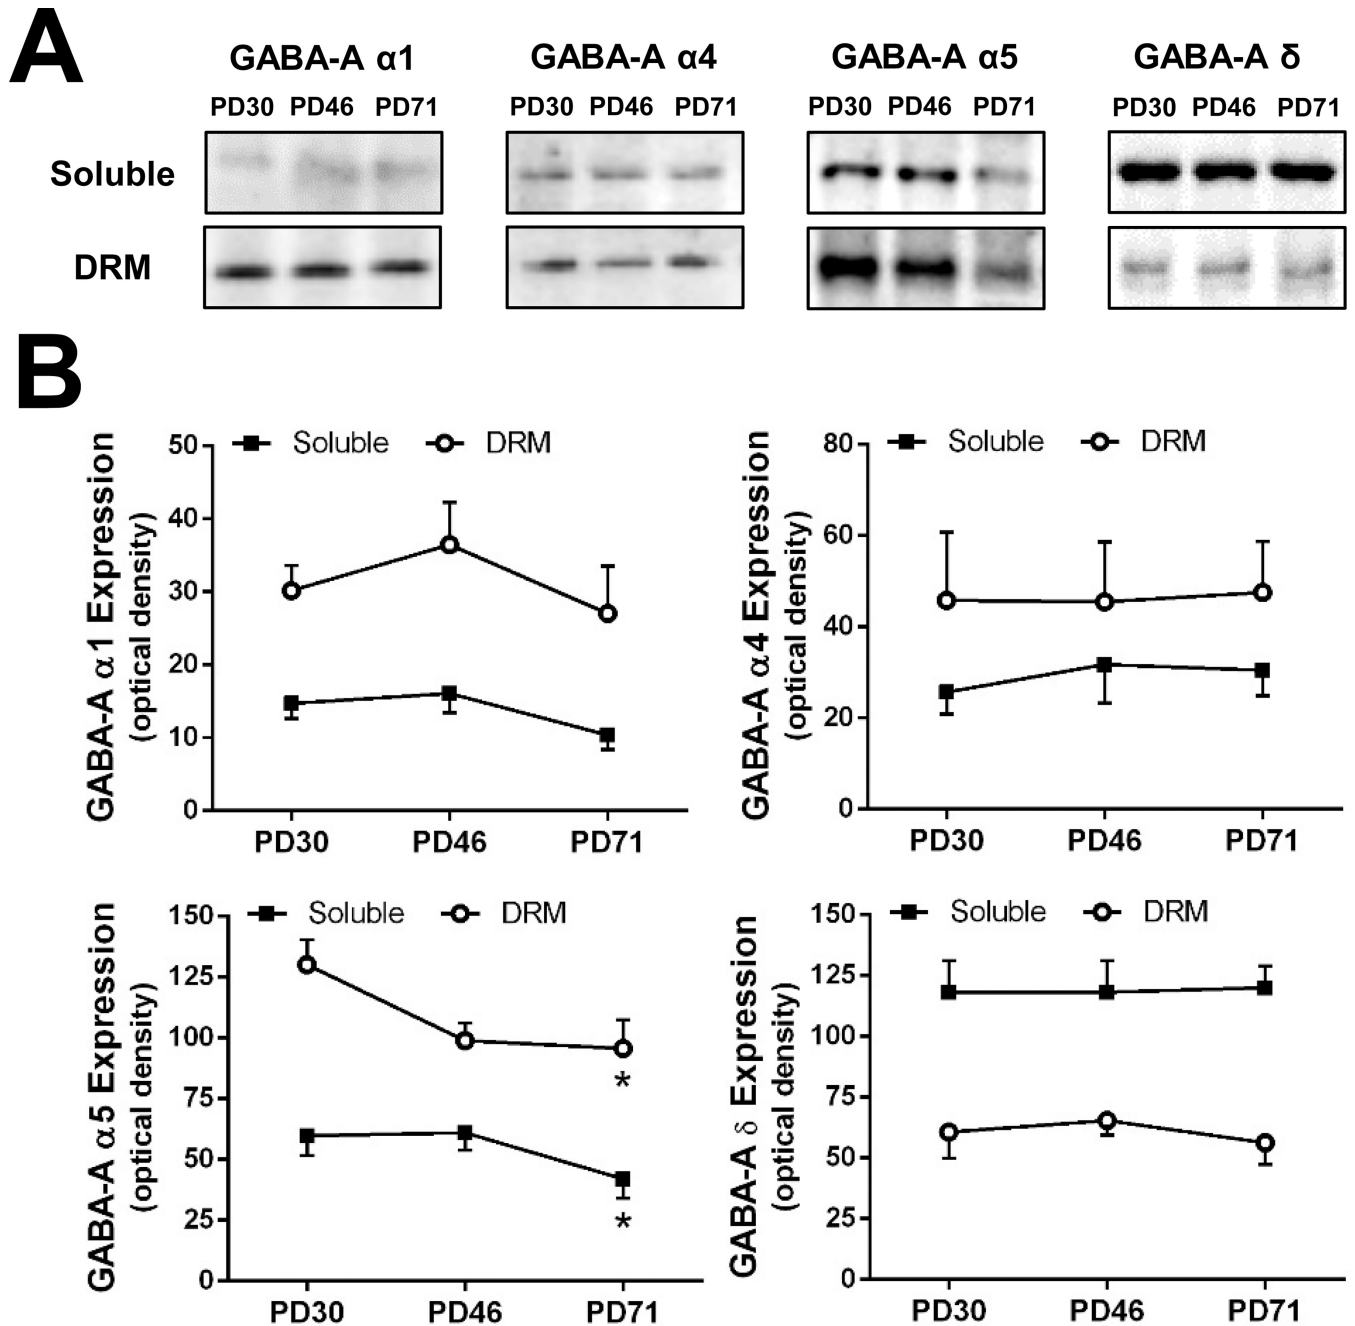 A
GABA-A α1 GABA-A α4 GABA-A α5 GABA-A δ
PD30 PD46 PD71 PD30 PD46 PD71 PD30 PD46 PD71 PD30 PD46 PD71
Soluble
DRM
B
Soluble DRM
GABA-A α1 Expression
(optical density)
50
40
30
20
10
0
PD30 PD46 PD71
Soluble DRM
GABA-A α4 Expression
(optical density)
80
60
40
20
0
PD30 PD46 PD71
Soluble DRM
GABA-A α5 Expression
(optical density)
150
125
100
75
50
25
0
*
*
PD30 PD46 PD71
Soluble DRM
GABA-A δ Expression
(optical density)
150
125
100
75
50
25
0
PD30 PD46 PD71